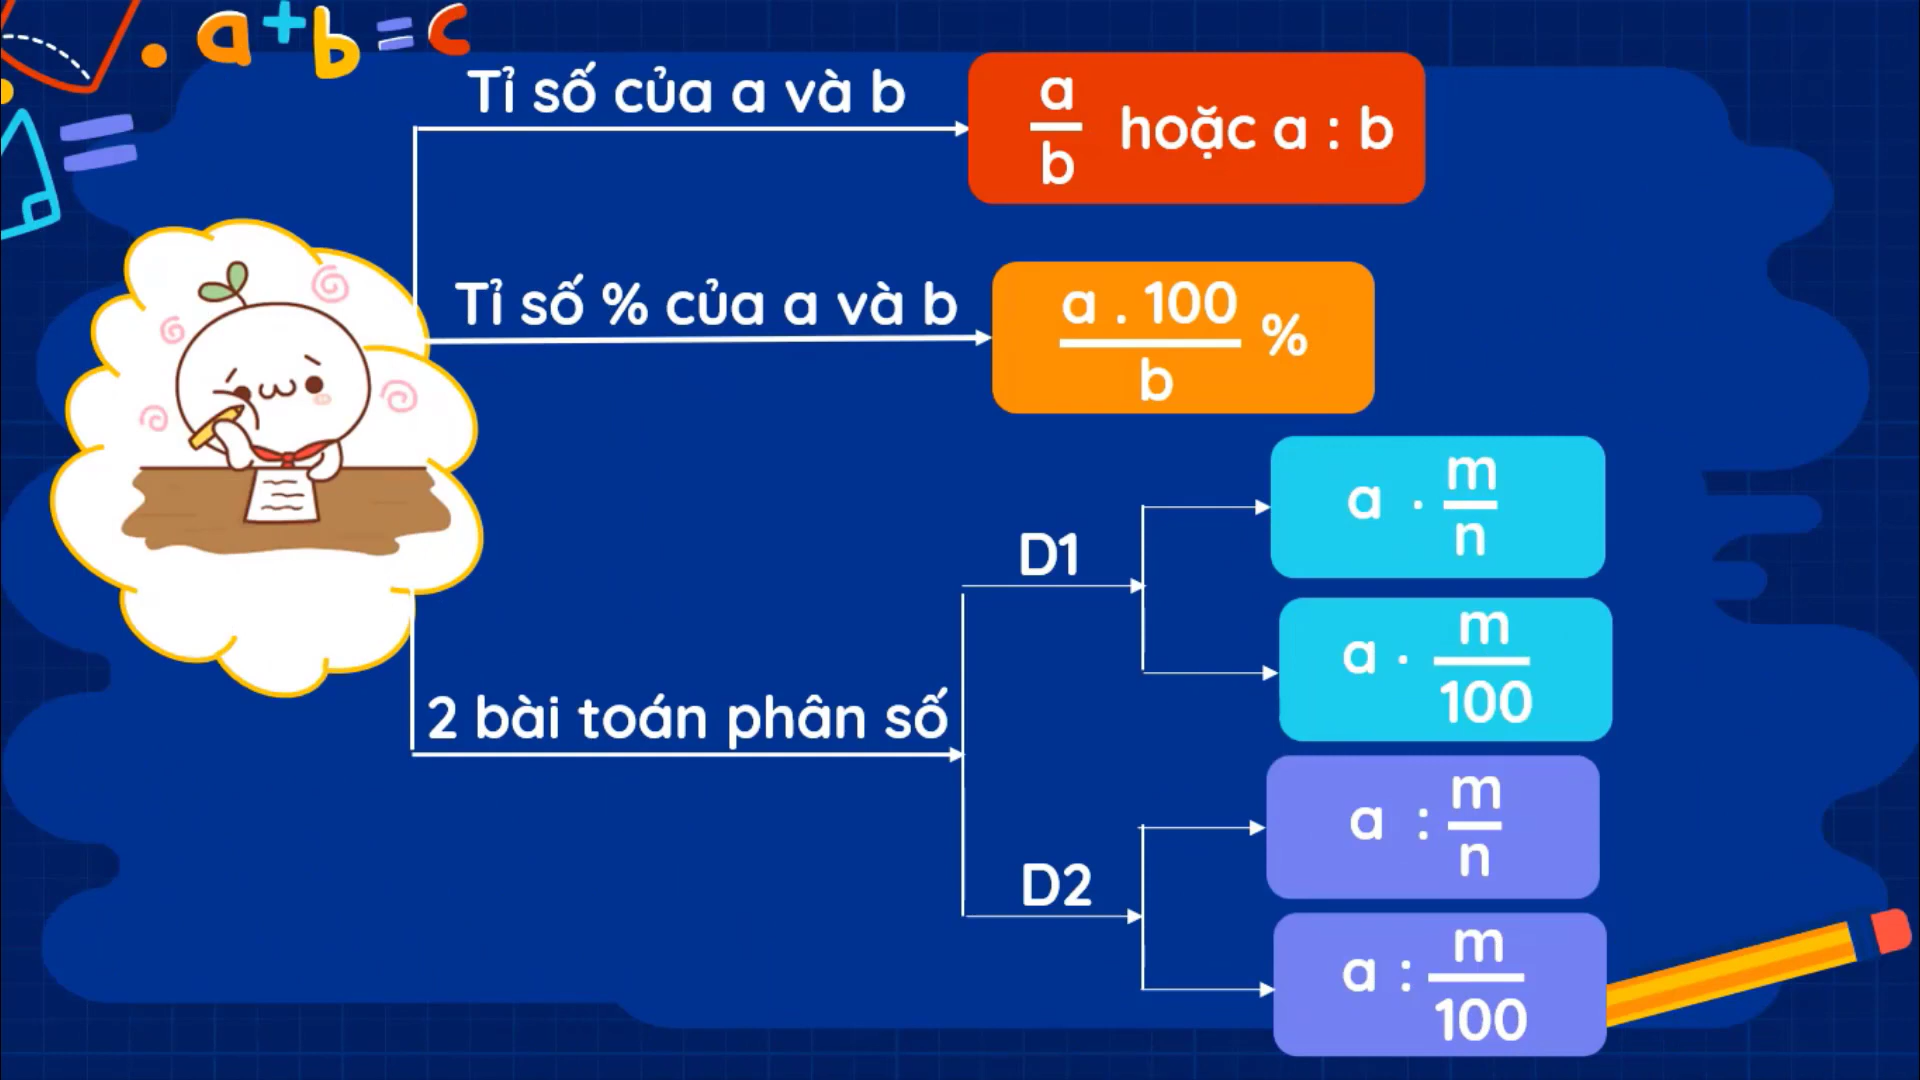 a+b=c
=
Tỉ số của a và b
a/b hoặc a : b
Tỉ số % của a và b
a . 100/b %
2 bài toán phân số
D1
a . m/n
a . m/100
D2
a : m/n
a : m/100